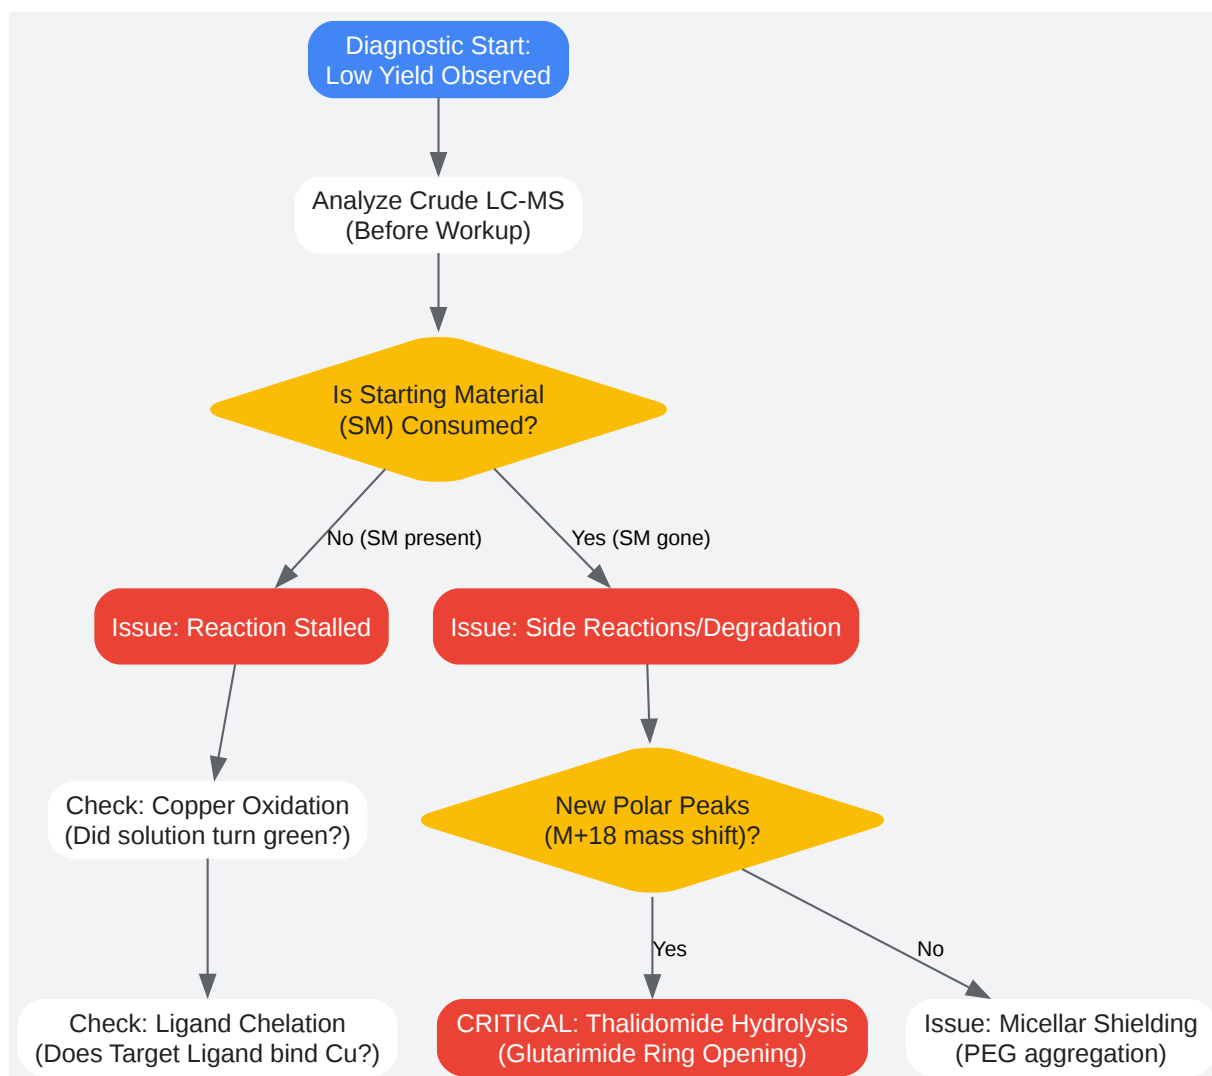 Diagnostic Start:
Low Yield Observed
Analyze Crude LC-MS
(Before Workup)
Is Starting Material
(SM) Consumed?
No (SM present)
Yes (SM gone)
Issue: Reaction Stalled
Issue: Side Reactions/Degradation
Check: Copper Oxidation
(Did solution turn green?)
New Polar Peaks
(M+18 mass shift)?
Yes
No
Check: Ligand Chelation
(Does Target Ligand bind Cu?)
CRITICAL: Thalidomide Hydrolysis
(Glutarimide Ring Opening)
Issue: Micellar Shielding
(PEG aggregation)